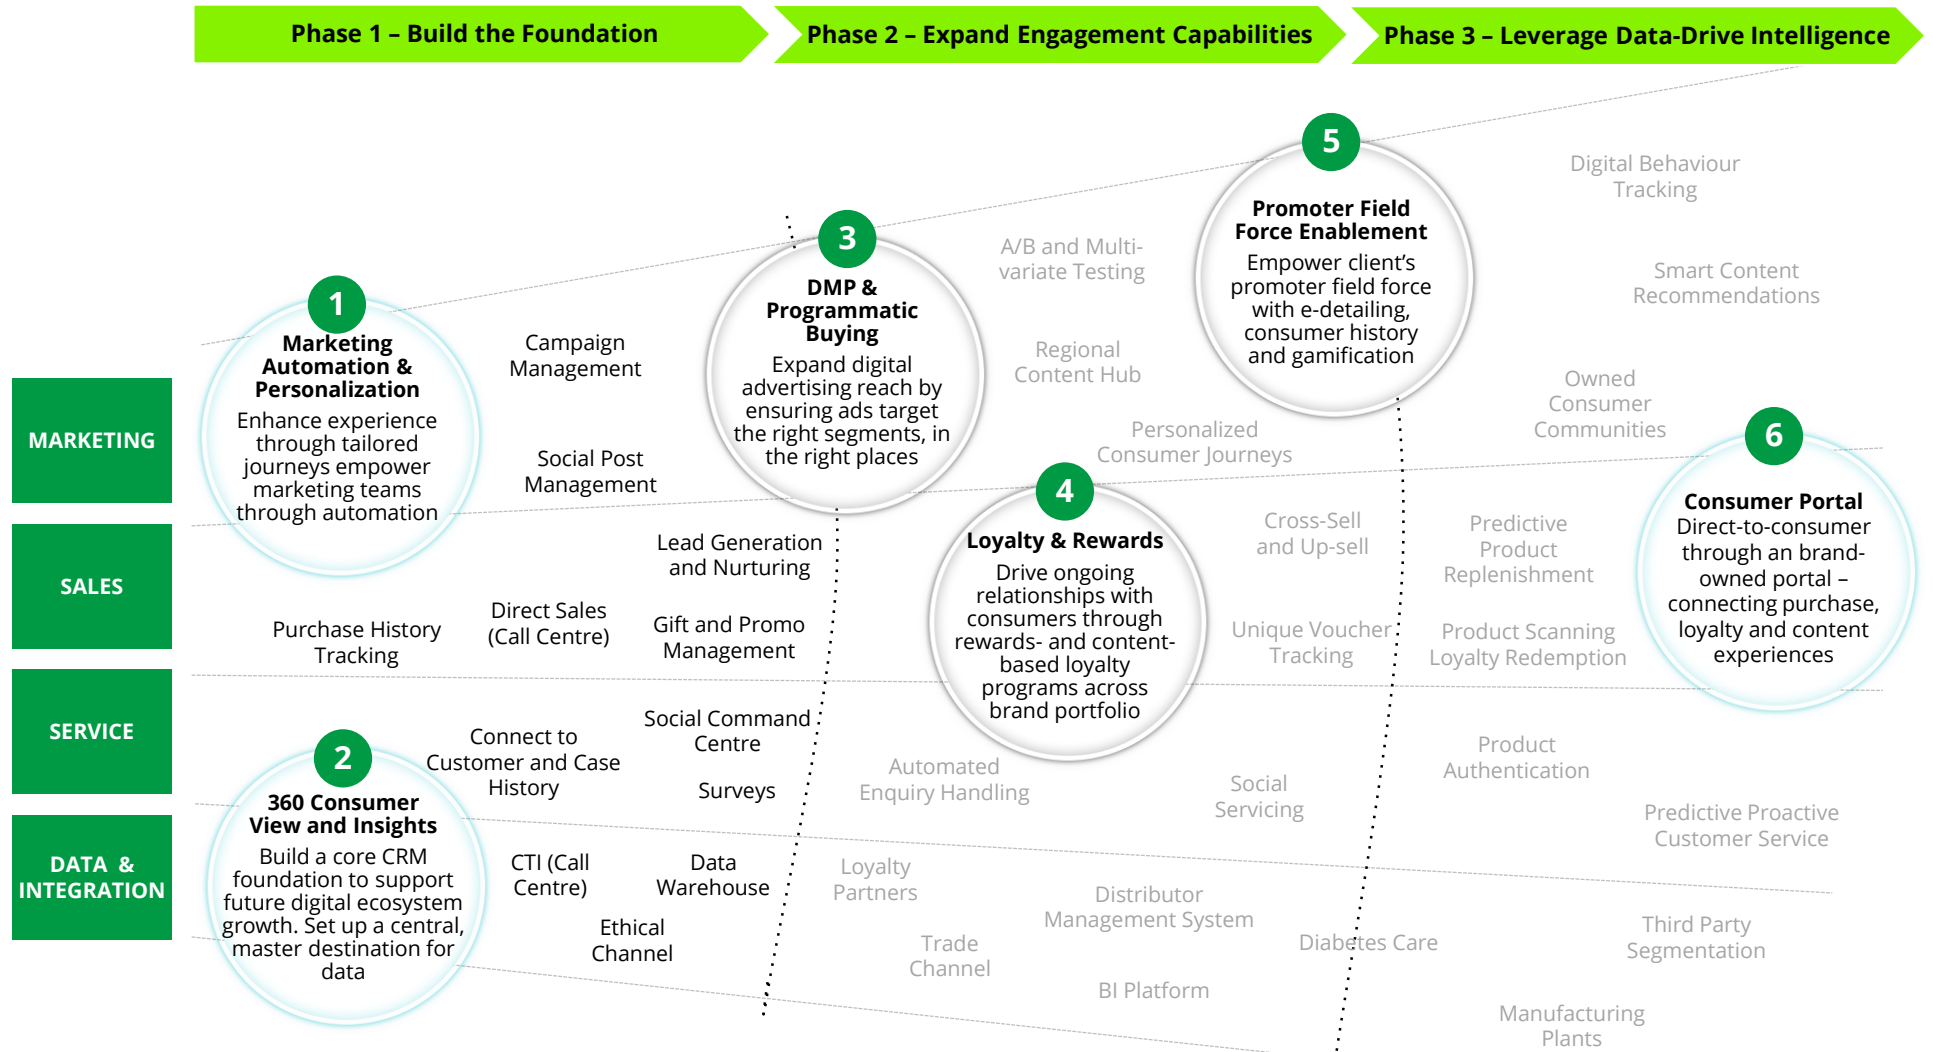 Phase 1 – Build the Foundation
Phase 2 – Expand Engagement Capabilities
Phase 3 – Leverage Data-Drive Intelligence
MARKETING
SALES
SERVICE
DATA &
INTEGRATION
1
Marketing
Automation &
Personalization
Enhance experience
through tailored
journeys empower
marketing teams
through automation
Campaign
Management
Social Post
Management
Lead Generation
and Nurturing
Purchase History
Tracking
Direct Sales
(Call Centre)
Gift and Promo
Management
2
360 Consumer
View and Insights
Build a core CRM
foundation to support
future digital ecosystem
growth. Set up a central,
master destination for
data
Connect to
Customer and Case
History
Social Command
Centre
Surveys
CTI (Call
Centre)
Data
Warehouse
Ethical
Channel
3
DMP &
Programmatic
Buying
Expand digital
advertising reach by
ensuring ads target
the right segments, in
the right places
A/B and Multi-
variate Testing
Regional
Content Hub
Personalized
Consumer Journeys
4
Loyalty & Rewards
Drive ongoing
relationships with
consumers through
rewards- and content-
based loyalty
programs across
brand portfolio
Cross-Sell
and Up-sell
Unique Voucher
Tracking
Automated
Enquiry Handling
Social
Servicing
Loyalty
Partners
Distributor
Management System
Trade
Channel
BI Platform
Diabetes Care
5
Promoter Field
Force Enablement
Empower client’s
promoter field force
with e-detailing,
consumer history
and gamification
Digital Behaviour
Tracking
Smart Content
Recommendations
Owned
Consumer
Communities
6
Consumer Portal
Direct-to-consumer
through an brand-
owned portal –
connecting purchase,
loyalty and content
experiences
Predictive
Product
Replenishment
Product Scanning
Loyalty Redemption
Product
Authentication
Predictive Proactive
Customer Service
Third Party
Segmentation
Manufacturing
Plants